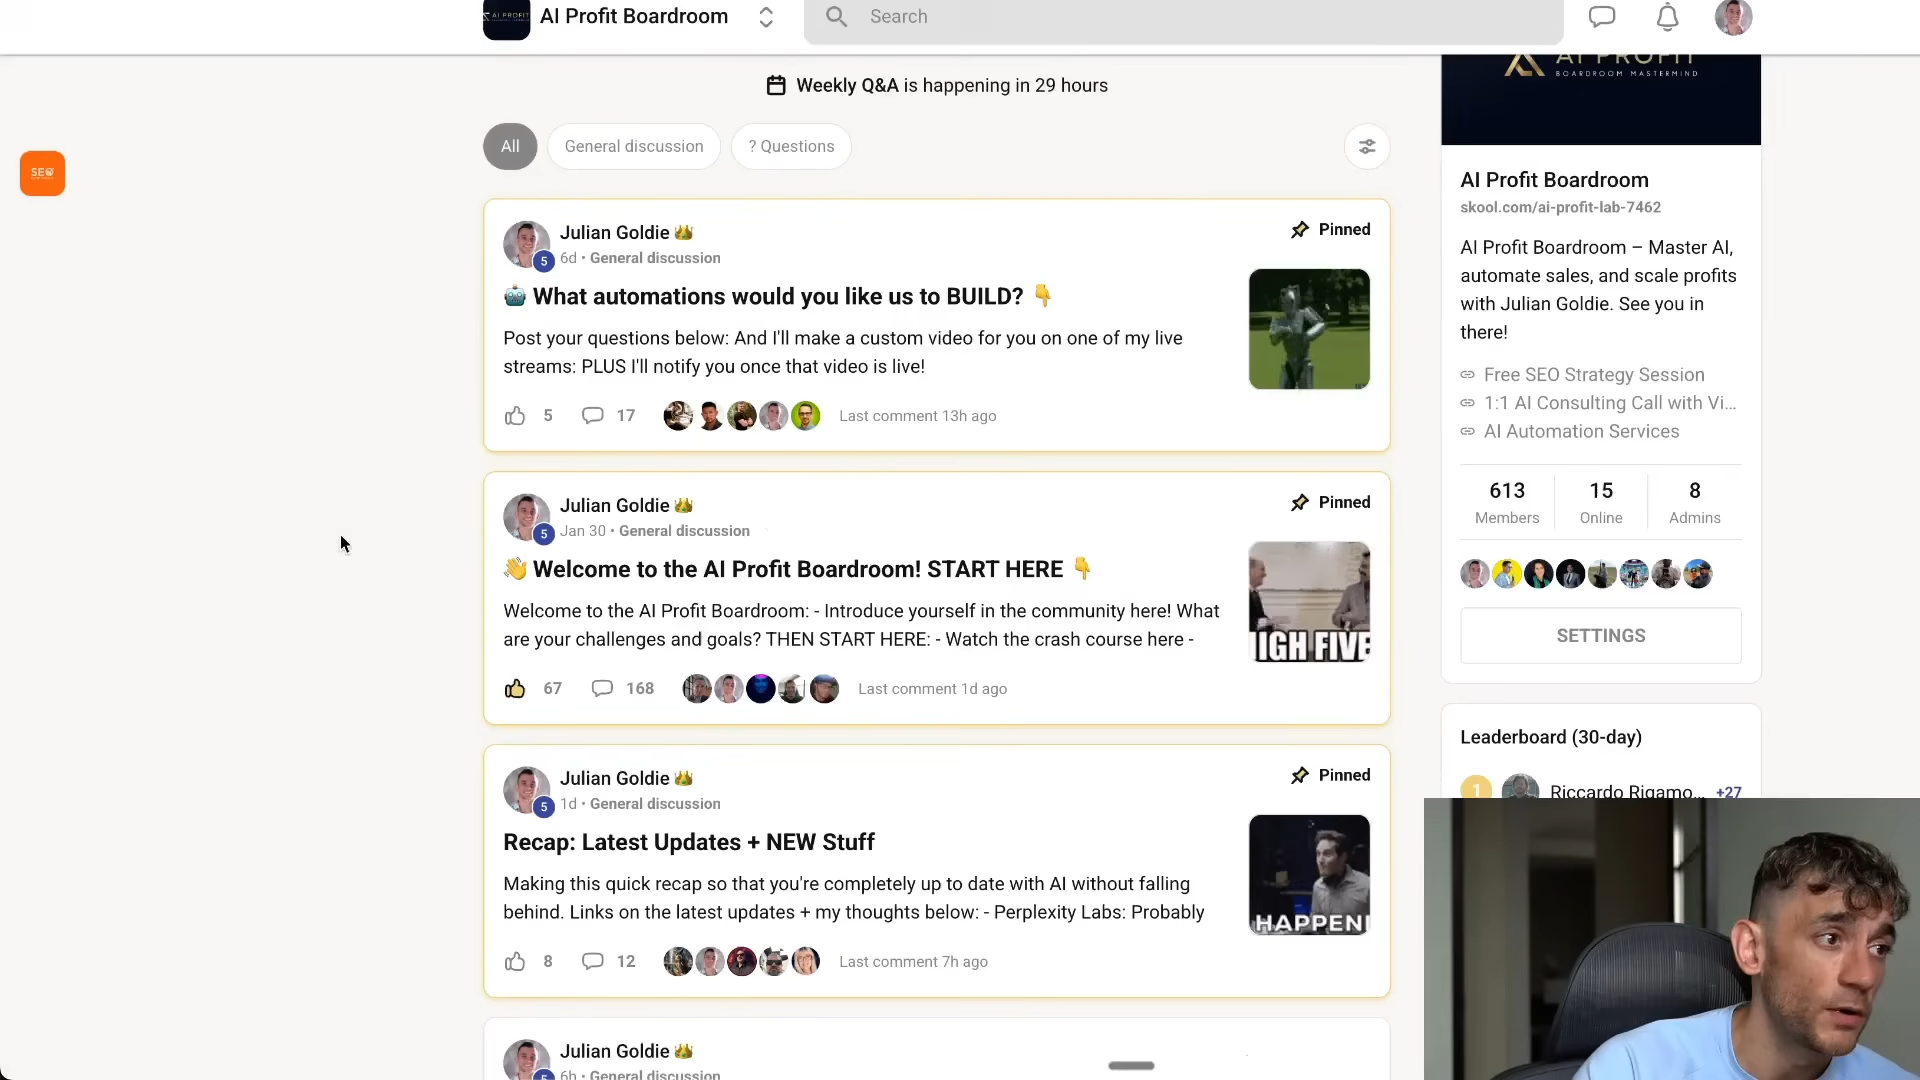 AI PROFIT
AI Profit Boardroom
Search
Weekly Q&A is happening in 29 hours
All
General discussion
? Questions
SEO
Julian Goldie
5
6d • General discussion
Pinned
What automations would you like us to BUILD?
Post your questions below: And I'll make a custom video for you on one of my live
streams: PLUS I'll notify you once that video is live!
5
17
Last comment 13h ago
Julian Goldie
5
Jan 30 • General discussion
Pinned
Welcome to the AI Profit Boardroom! START HERE
Welcome to the AI Profit Boardroom: - Introduce yourself in the community here! What
are your challenges and goals? THEN START HERE: - Watch the crash course here -
IGH FIVE
67
168
Last comment 1d ago
Julian Goldie
5
1d • General discussion
Pinned
Recap: Latest Updates + NEW Stuff
Making this quick recap so that you're completely up to date with AI without falling
behind. Links on the latest updates + my thoughts below: - Perplexity Labs: Probably
HAPPENI
8
12
Last comment 7h ago
Julian Goldie
5
6h • General discussion
AI PROFIT
BOARDROOM MASTERMIND
AI Profit Boardroom
skool.com/ai-profit-lab-7462
AI Profit Boardroom – Master AI,
automate sales, and scale profits
with Julian Goldie. See you in
there!
Free SEO Strategy Session
1:1 AI Consulting Call with Vi...
AI Automation Services
613
Members
15
Online
8
Admins
SETTINGS
Leaderboard (30-day)
1
Riccardo Rigamo...
+27